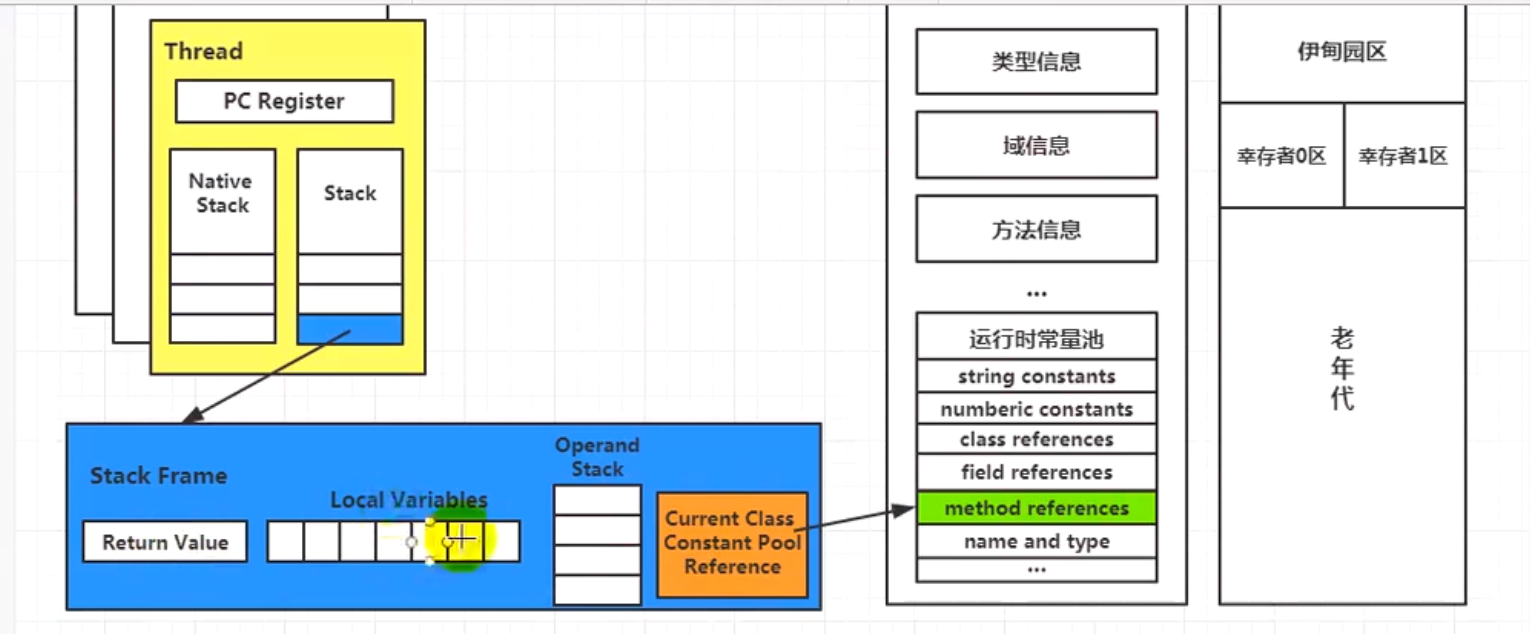 Thread
PC Register
Native
Stack
Stack
Stack Frame
Return Value
Local Variables
Operand
Stack
Current Class
Constant Pool
Reference
类型信息
域信息
方法信息
...
运行时常量池
string constants
numberic constants
class references
field references
method references
name and type
...
伊甸园区
幸存者0区
幸存者1区
老
年
代